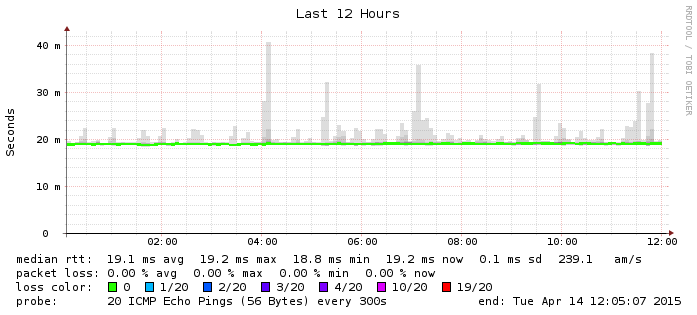 Last 12 Hours
RRDTOOL / TOBI OETIKER
Seconds
40 m
30 m
20 m
10 m
0
02:00 04:00 06:00 08:00 10:00 12:00
median rtt: 19.1 ms avg 19.2 ms max 18.8 ms min 19.2 ms now 0.1 ms sd 239.1 am/s
packet loss: 0.00 % avg 0.00 % max 0.00 % min 0.00 % now
loss color: 0 1/20 2/20 3/20 4/20 10/20 19/20
probe: 20 ICMP Echo Pings (56 Bytes) every 300s end: Tue Apr 14 12:05:07 2015